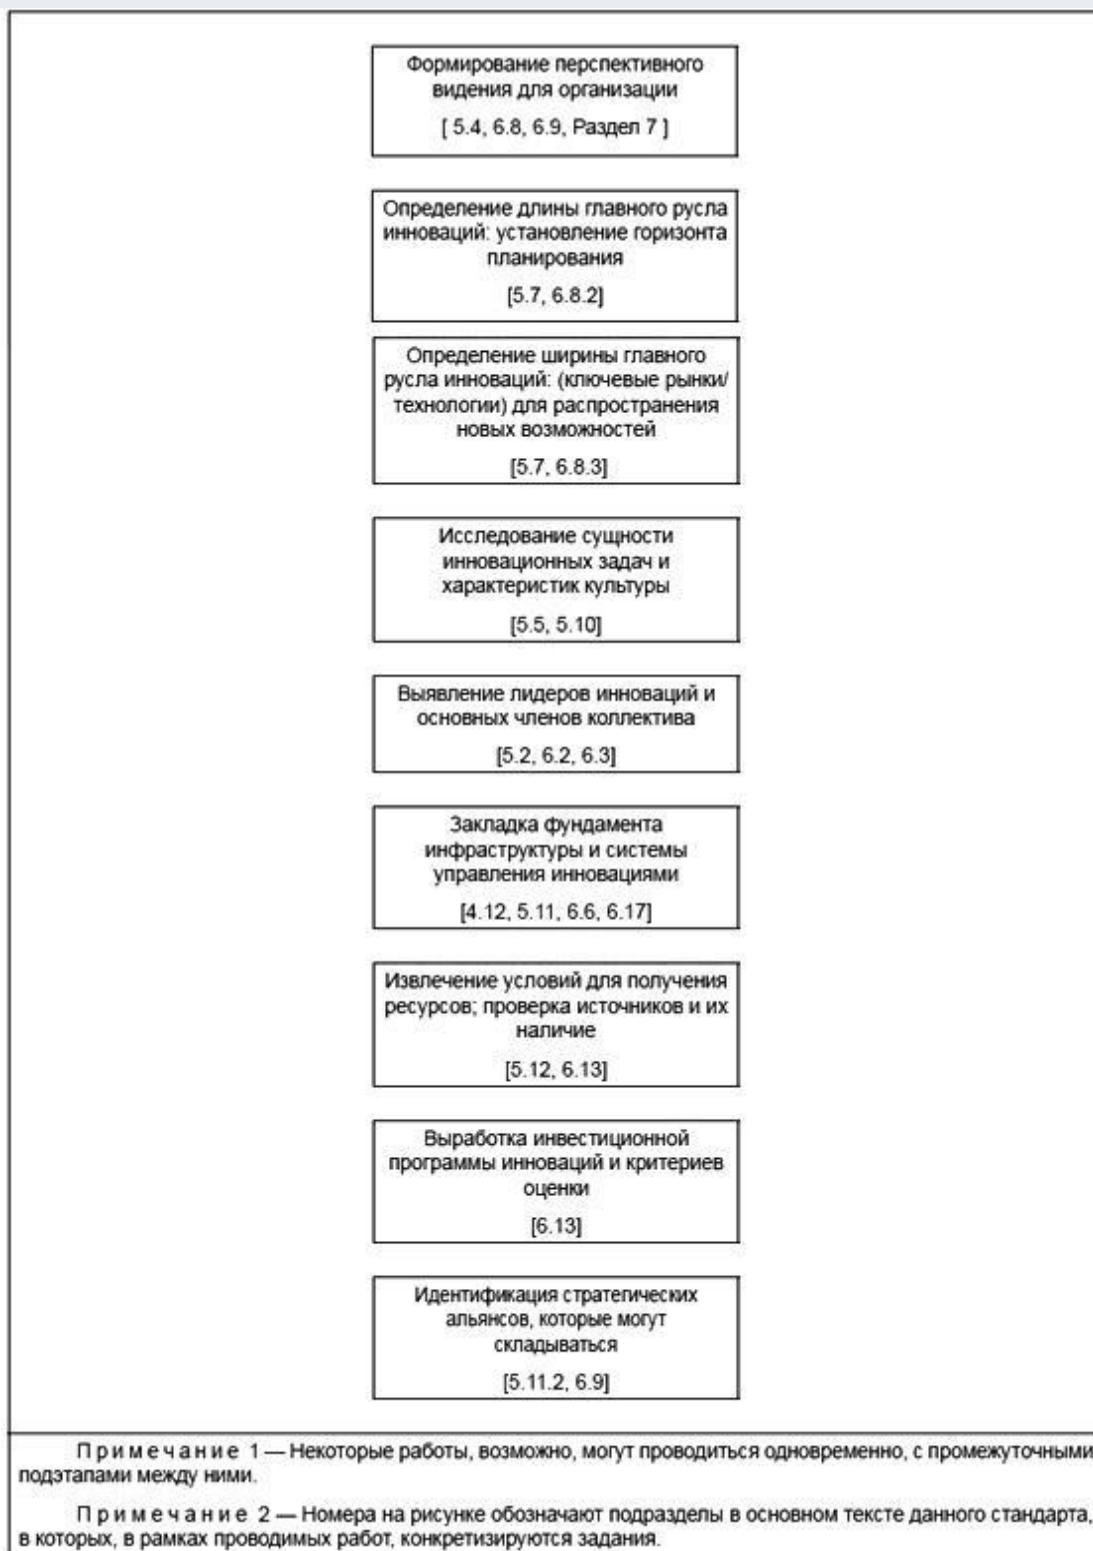 Формирование перспективного
видения для организации
[ 5.4, 6.8, 6.9, Раздел 7 ]
Определение длины главного русла
инноваций: установление горизонта
планирования
[5.7, 6.8.2]
Определение ширины главного
русла инноваций: (ключевые рынки/
технологии) для распространения
новых возможностей
[5.7, 6.8.3]
Исследование сущности
инновационных задач и
характеристик культуры
[5.5, 5.10]
Выявление лидеров инноваций и
основных членов коллектива
[5.2, 6.2, 6.3]
Закладка фундамента
инфраструктуры и системы
управления инновациями
[4.12, 5.11, 6.6, 6.17]
Извлечение условий для получения
ресурсов; проверка источников и их
наличие
[5.12, 6.13]
Выработка инвестиционной
программы инноваций и критериев
оценки
[6.13]
Идентификация стратегических
альянсов, которые могут
складываться
[5.11.2, 6.9]
Примечание 1 — Некоторые работы, возможно, могут проводиться одновременно, с промежуточными
подэтапами между ними.
Примечание 2 — Номера на рисунке обозначают подразделы в основном тексте данного стандарта,
в которых, в рамках проводимых работ, конкретизируются задания.